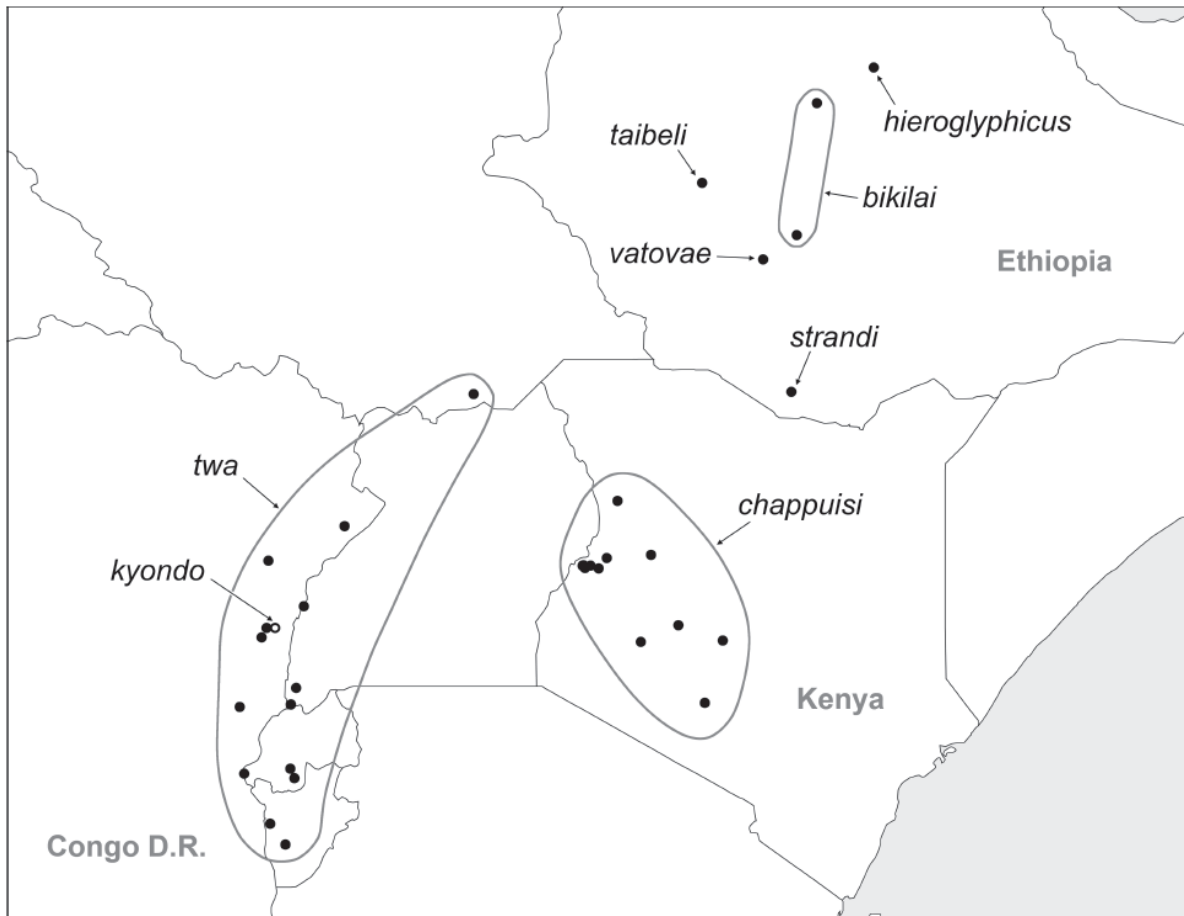 hieroglyphicus
taibeli
bikilai
vatovae
Ethiopia
strandi
twa
chappuisi
kyondo
Kenya
Congo D.R.